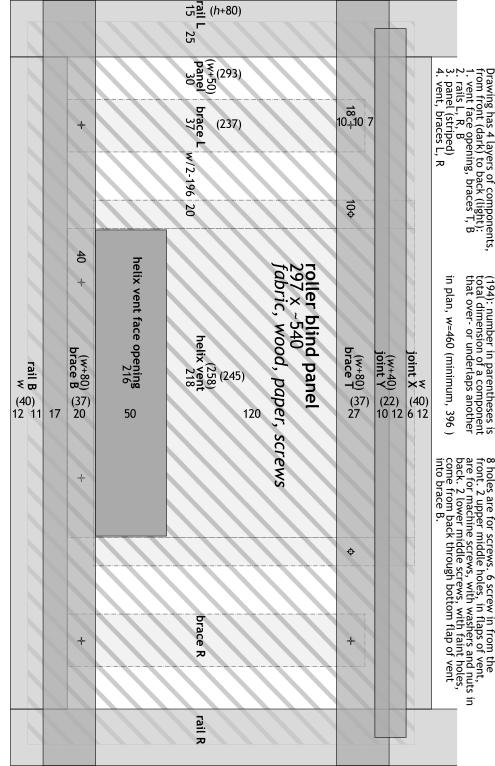 Drawing has 4 layers of components,
from front (dark) to back (light):
1. vent face opening, braces T, B
2. rails L, R, B
3. panel (striped)
4. vent, braces L, R
(194): number in parentheses is
total dimension of a component
that over- or underlaps another
in plan, w=460 (minimum, 396 )
8 holes are for screws. 6 screw in from the
front. 2 upper middle holes, in flaps of vent,
are for machine screws, with washers and nuts in
back. 2 lower middle screws, with faint holes,
come from back through bottom flap of vent
into brace B.
w
(40)
6 12
joint X
(w+40)
(22)
10 12
joint Y
(w+80)
(37)
27
brace T
18
10 10 7
10
roller blind panel
297 x ~540
fabric, wood, paper, screws
120
(h+80)
rail L
15 25
(293)
(w+50)
panel
30
(237)
brace L
37
w/2-196 20
(245)
(258)
helix vent
218
brace R
rail R
helix vent face opening
216
50
40
(w+80)
(37)
20
brace B
17
rail B
w
(40)
12 11